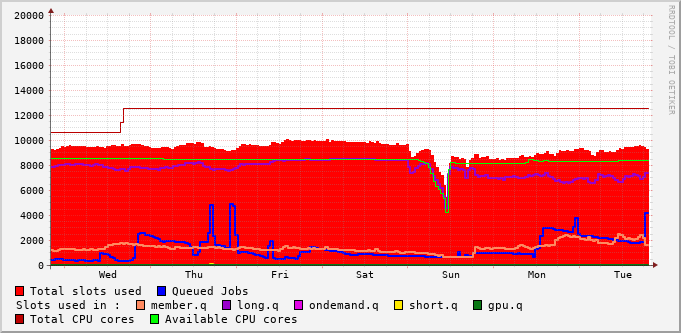 RRDTOOL / TOBI OETIKER
20000
18000
16000
14000
12000
10000
8000
6000
4000
2000
0
Wed Thu Fri Sat Sun Mon Tue
Total slots used Queued Jobs
Slots used in : member.q long.q ondemand.q short.q gpu.q
Total CPU cores Available CPU cores